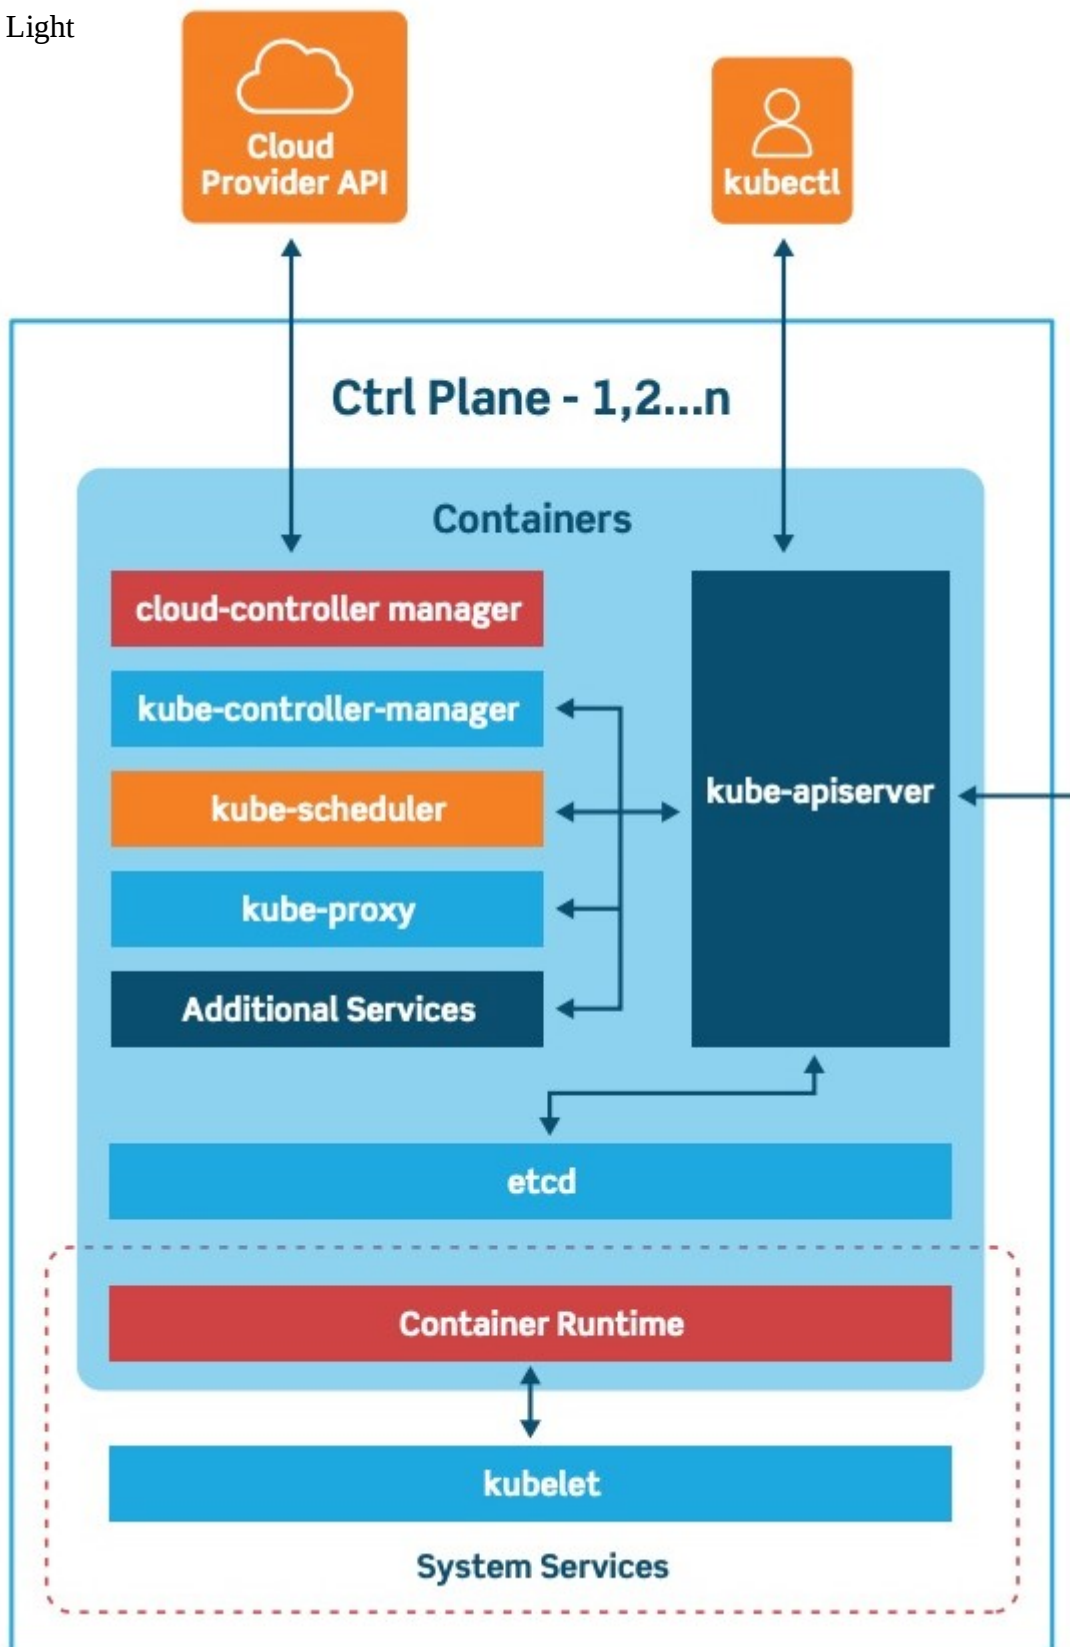 Light
Cloud
Provider API
kubectl
Ctrl Plane - 1,2...n
Containers
cloud-controller manager
kube-controller-manager
kube-scheduler
kube-proxy
Additional Services
kube-apiserver
etcd
Container Runtime
kubelet
System Services